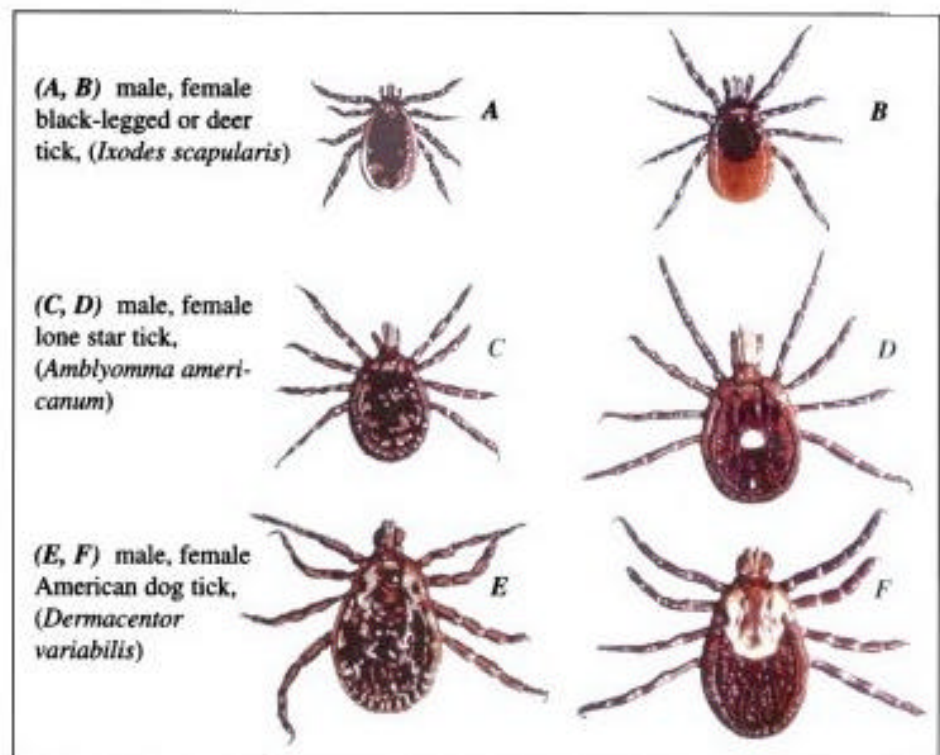 (A, B) male, female
black-legged or deer
tick, (Ixodes scapularis)
A
B
(C, D) male, female
lone star tick,
(Amblyomma ameri-
canum)
C
D
(E, F) male, female
American dog tick,
(Dermacentor
variabilis)
E
F